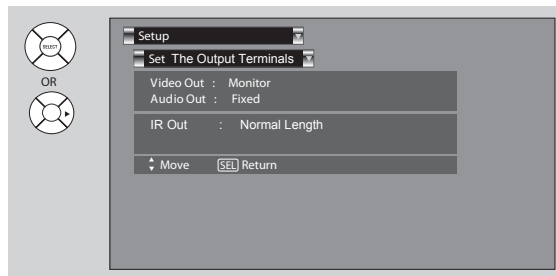 SELECT
OR
Setup
Set The Output Terminals
Video Out : Monitor
Audio Out : Fixed
IR Out : Normal Length
Move SEL Return